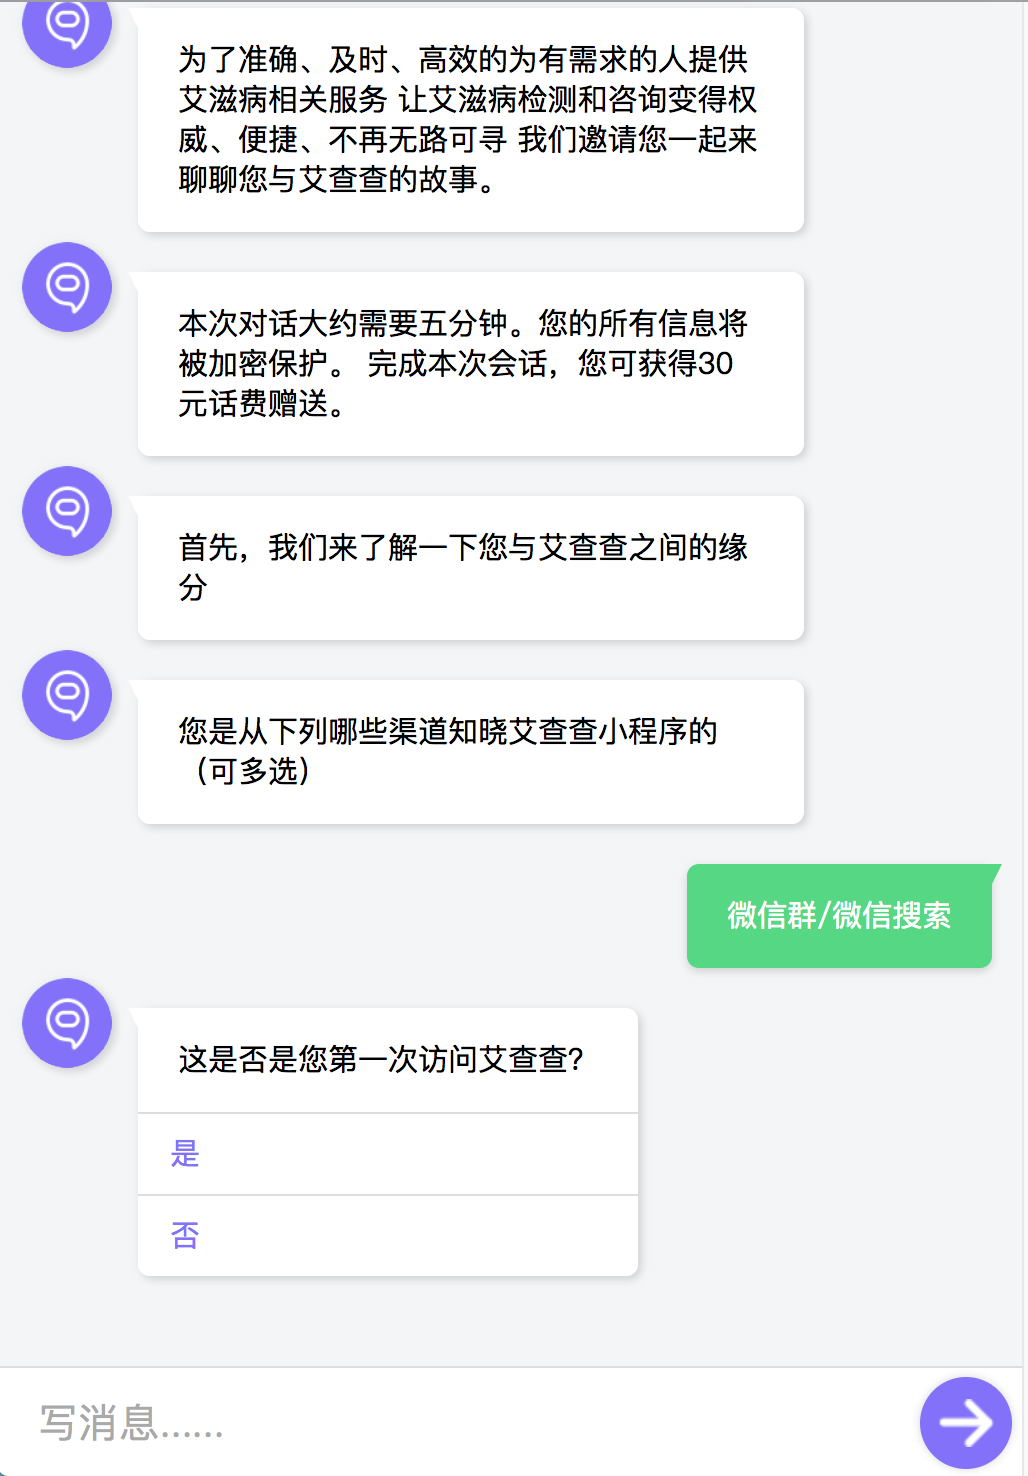 为了准确、及时、高效的为有需求的人提供
艾滋病相关服务 让艾滋病检测和咨询变得权
威、便捷、不再无路可寻 我们邀请您一起来
聊聊您与艾查查的故事。
本次对话大约需要五分钟。您的所有信息将
被加密保护。 完成本次会话，您可获得30
元话费赠送。
首先，我们来了解一下您与艾查查之间的缘
分
您是从下列哪些渠道知晓艾查查小程序的
（可多选）
微信群/微信搜索
这是否是您第一次访问艾查查?
是
否
写消息......